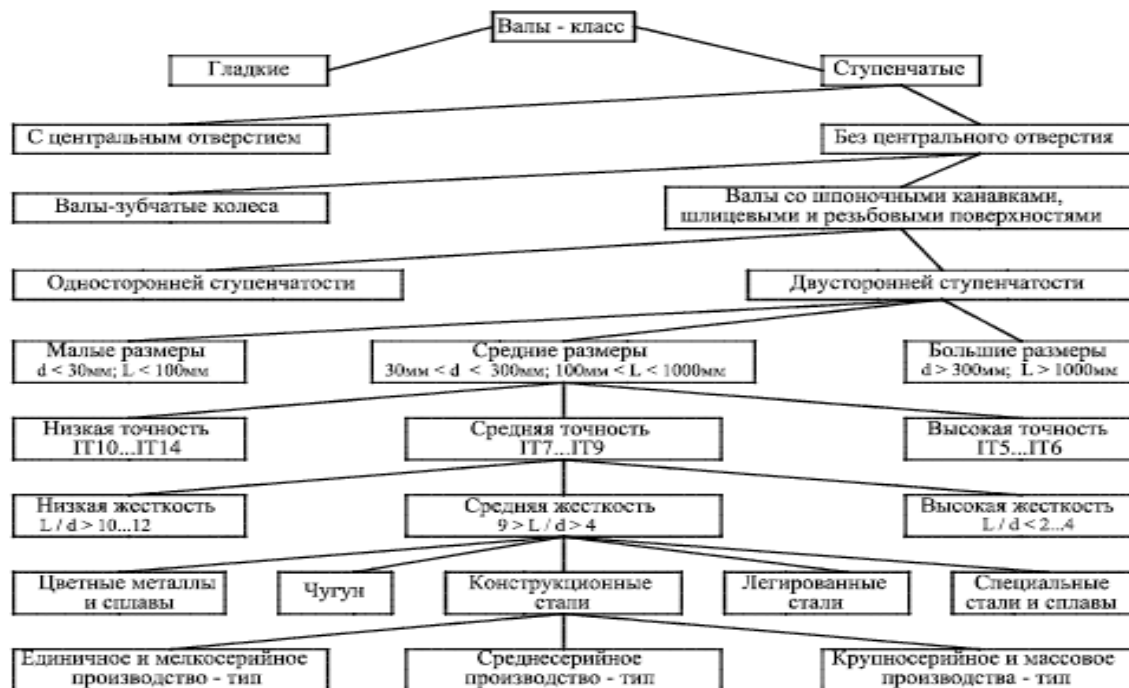 Валы - класс
Гладкие
Ступенчатые
С центральным отверстием
Без центрального отверстия
Валы-зубчатые колеса
Валы со шпоночными канавками,
шлицевыми и резьбовыми поверхностями
Односторонней ступенчатости
Двусторонней ступенчатости
Малые размеры
d < 30мм; L < 100мм
Средние размеры
30мм < d < 300мм; 100мм < L < 1000мм
Большие размеры
d > 300мм; L > 1000мм
Низкая точность
IT10...IT14
Средняя точность
IT7...IT9
Высокая точность
IT5...IT6
Низкая жесткость
L / d > 10...12
Средняя жесткость
9 > L / d > 4
Высокая жесткость
L / d < 2...4
Цветные металлы
и сплавы
Чугун
Конструкционные
стали
Легированные
стали
Специальные
стали и сплавы
Единичное и мелкосерийное
производство - тип
Среднесерийное
производство - тип
Крупносерийное и массовое
производства - тип